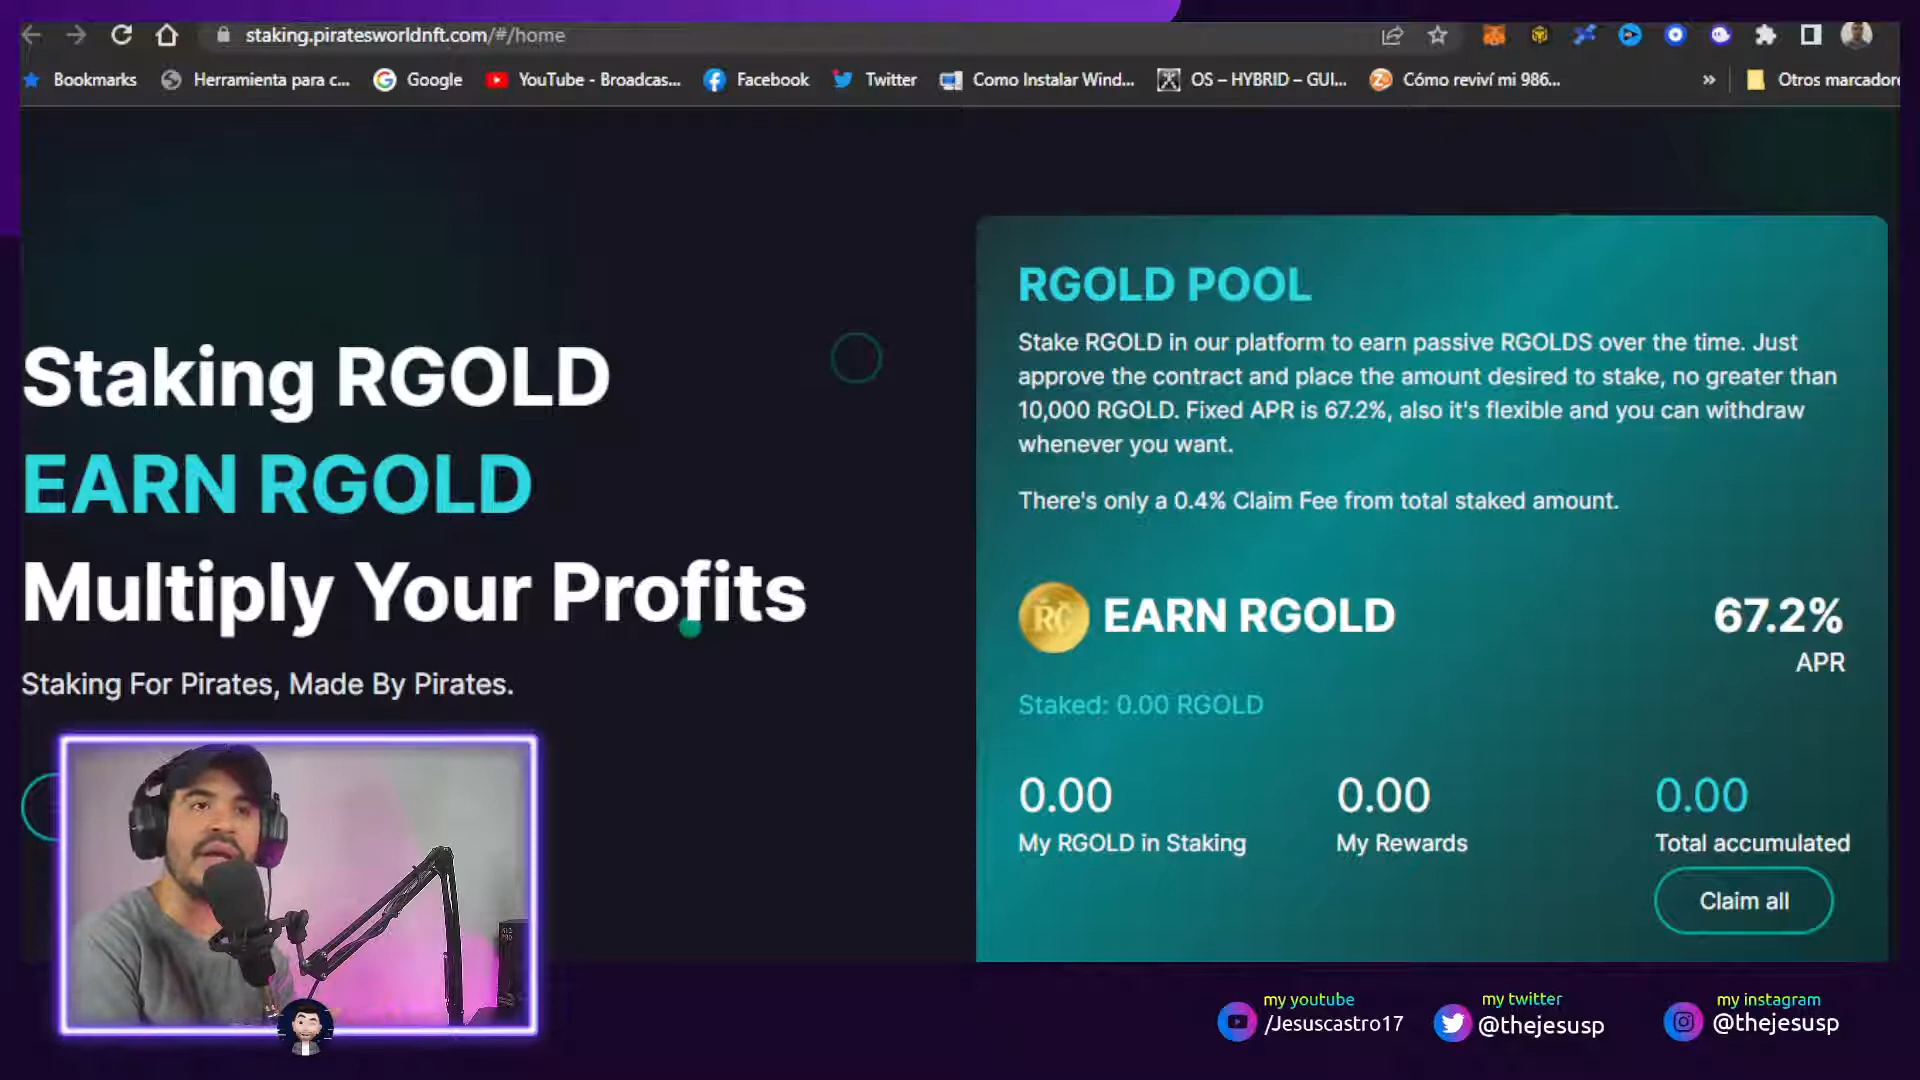 staking.piratesworldnft.com/#/home
Bookmarks Herramienta para c... Google YouTube - Broadcas... Facebook Twitter Como Instalar Wind... OS – HYBRID – GUI... Cómo reviví mi 986... » Otros marcadore
Staking RGOLD
EARN RGOLD
Multiply Your Profits
Staking For Pirates, Made By Pirates.
RGOLD POOL
Stake RGOLD in our platform to earn passive RGOLDS over the time. Just
approve the contract and place the amount desired to stake, no greater than
10,000 RGOLD. Fixed APR is 67.2%, also it's flexible and you can withdraw
whenever you want.
There's only a 0.4% Claim Fee from total staked amount.
RG EARN RGOLD 67.2%
APR
Staked: 0.00 RGOLD
0.00 0.00 0.00
My RGOLD in Staking My Rewards Total accumulated
Claim all
my youtube my twitter my instagram
/Jesuscastro17 @thejesusp @thejesusp